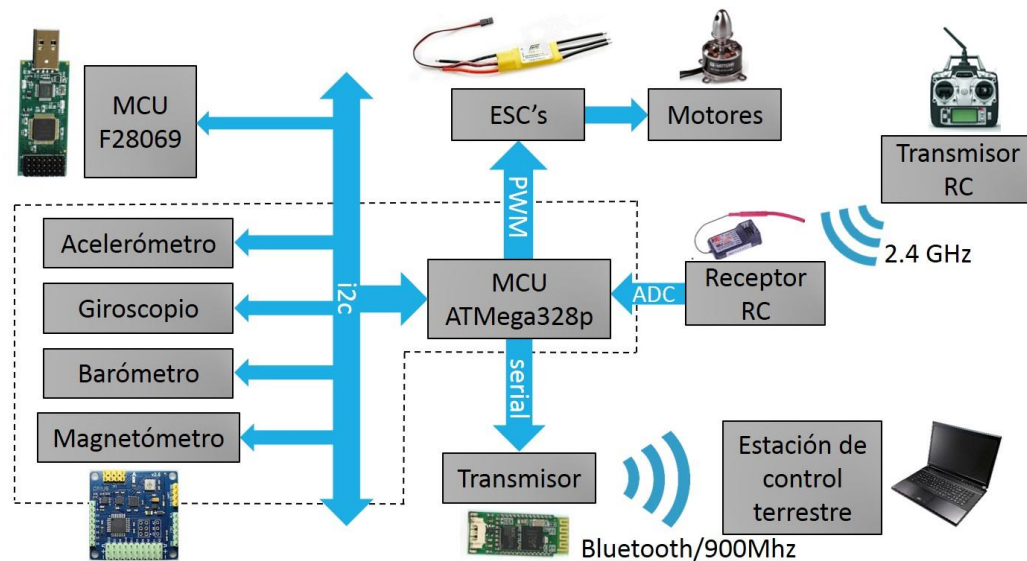 MCU
F28069
ESC's
Motores
Transmisor
RC
PWM
Acelerómetro
Giroscopio
Barómetro
Magnetómetro
i2c
MCU
ATMega328p
ADC
Receptor
RC
2.4 GHz
serial
Transmisor
Bluetooth/900Mhz
Estación de
control
terrestre